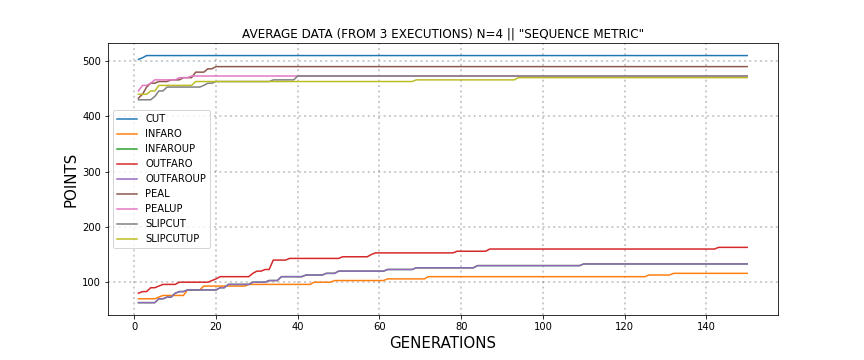 AVERAGE DATA (FROM 3 EXECUTIONS) N=4 || "SEQUENCE METRIC"
POINTS
500
400
300
200
100
CUT
INFARO
INFAROUP
OUTFARO
OUTFAROUP
PEAL
PEALUP
SLIPCUT
SLIPCUTUP
0 20 40 60 80 100 120 140
GENERATIONS